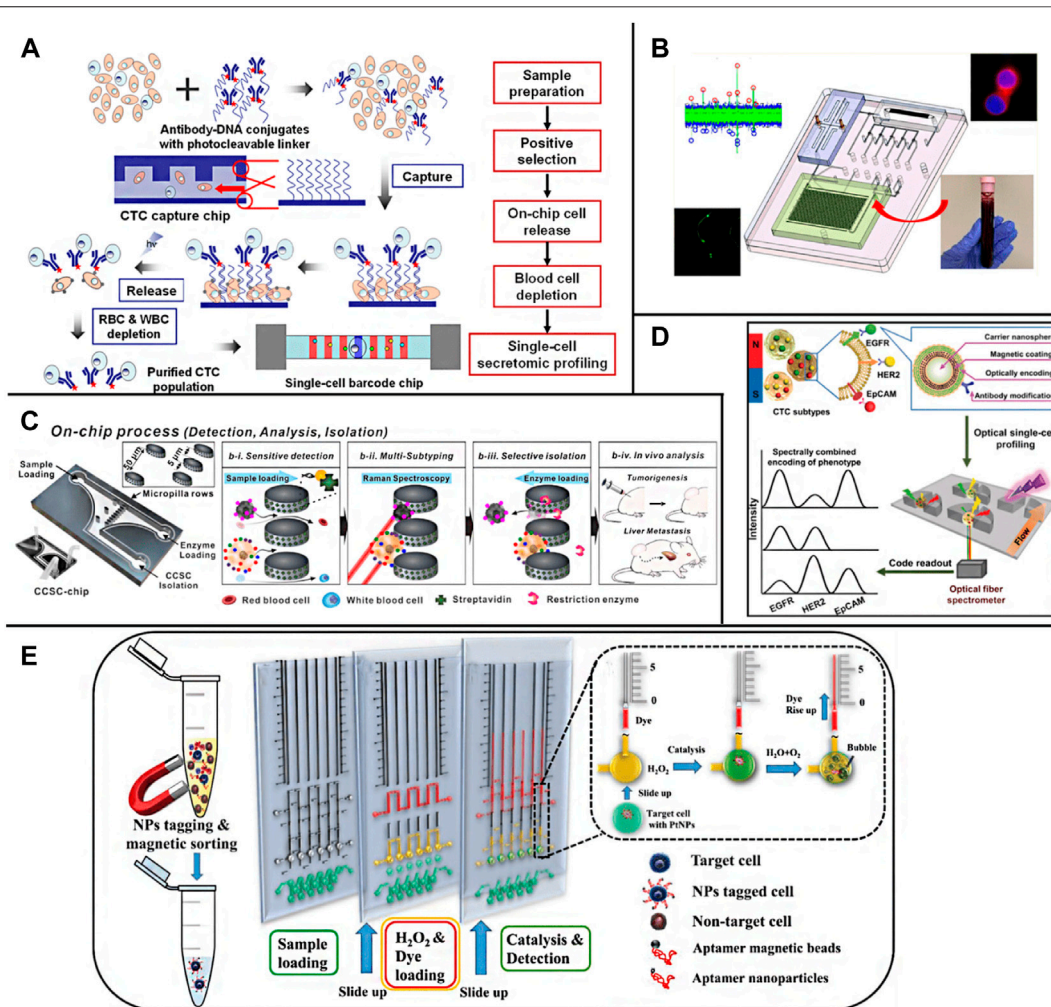 A
Antibody-DNA conjugates
with photocleavable linker
Capture
CTC capture chip
hν
Release
RBC & WBC
depletion
Purified CTC
population
Single-cell barcode chip
Sample
preparation
Positive
selection
On-chip cell
release
Blood cell
depletion
Single-cell
secretomic profiling
B
C
On-chip process (Detection, Analysis, Isolation)
Sample
Loading
50 μm
5 μm
Micropilla rows
Enzyme
Loading
CCSC
Isolation
CCSC-chip
b-i. Sensitive detection
Sample loading
b-ii. Multi-Subtyping
Raman Spectroscopy
b-iii. Selective isolation
Enzyme loading
b-iv. In vivo analysis
Tumorigenesis
Liver Metastasis
Red blood cell
White blood cell
Streptavidin
Restriction enzyme
D
N
S
CTC subtypes
EGFR
HER2
EpCAM
Carrier nanospher
Magnetic coating
Optically encoding
Antibody modificatio
Optical single-ce
profiling
Spectrally combined
encoding of phenotype
Intensity
EGFR
HER2
EpCAM
Flow
Code readout
Optical fiber
spectrometer
E
NPs tagging &
magnetic sorting
Sample
loading
Slide up
H2O2 &
Dye
loading
Slide up
Catalysis &
Detection
5
0
Dye
H2O2
Slide up
Target cell
with PtNPs
Catalysis
5
0
H2O+O2
Dye
Rise up
5
0
Bubble
Target cell
NPs tagged cell
Non-target cell
Aptamer magnetic beads
Aptamer nanoparticles